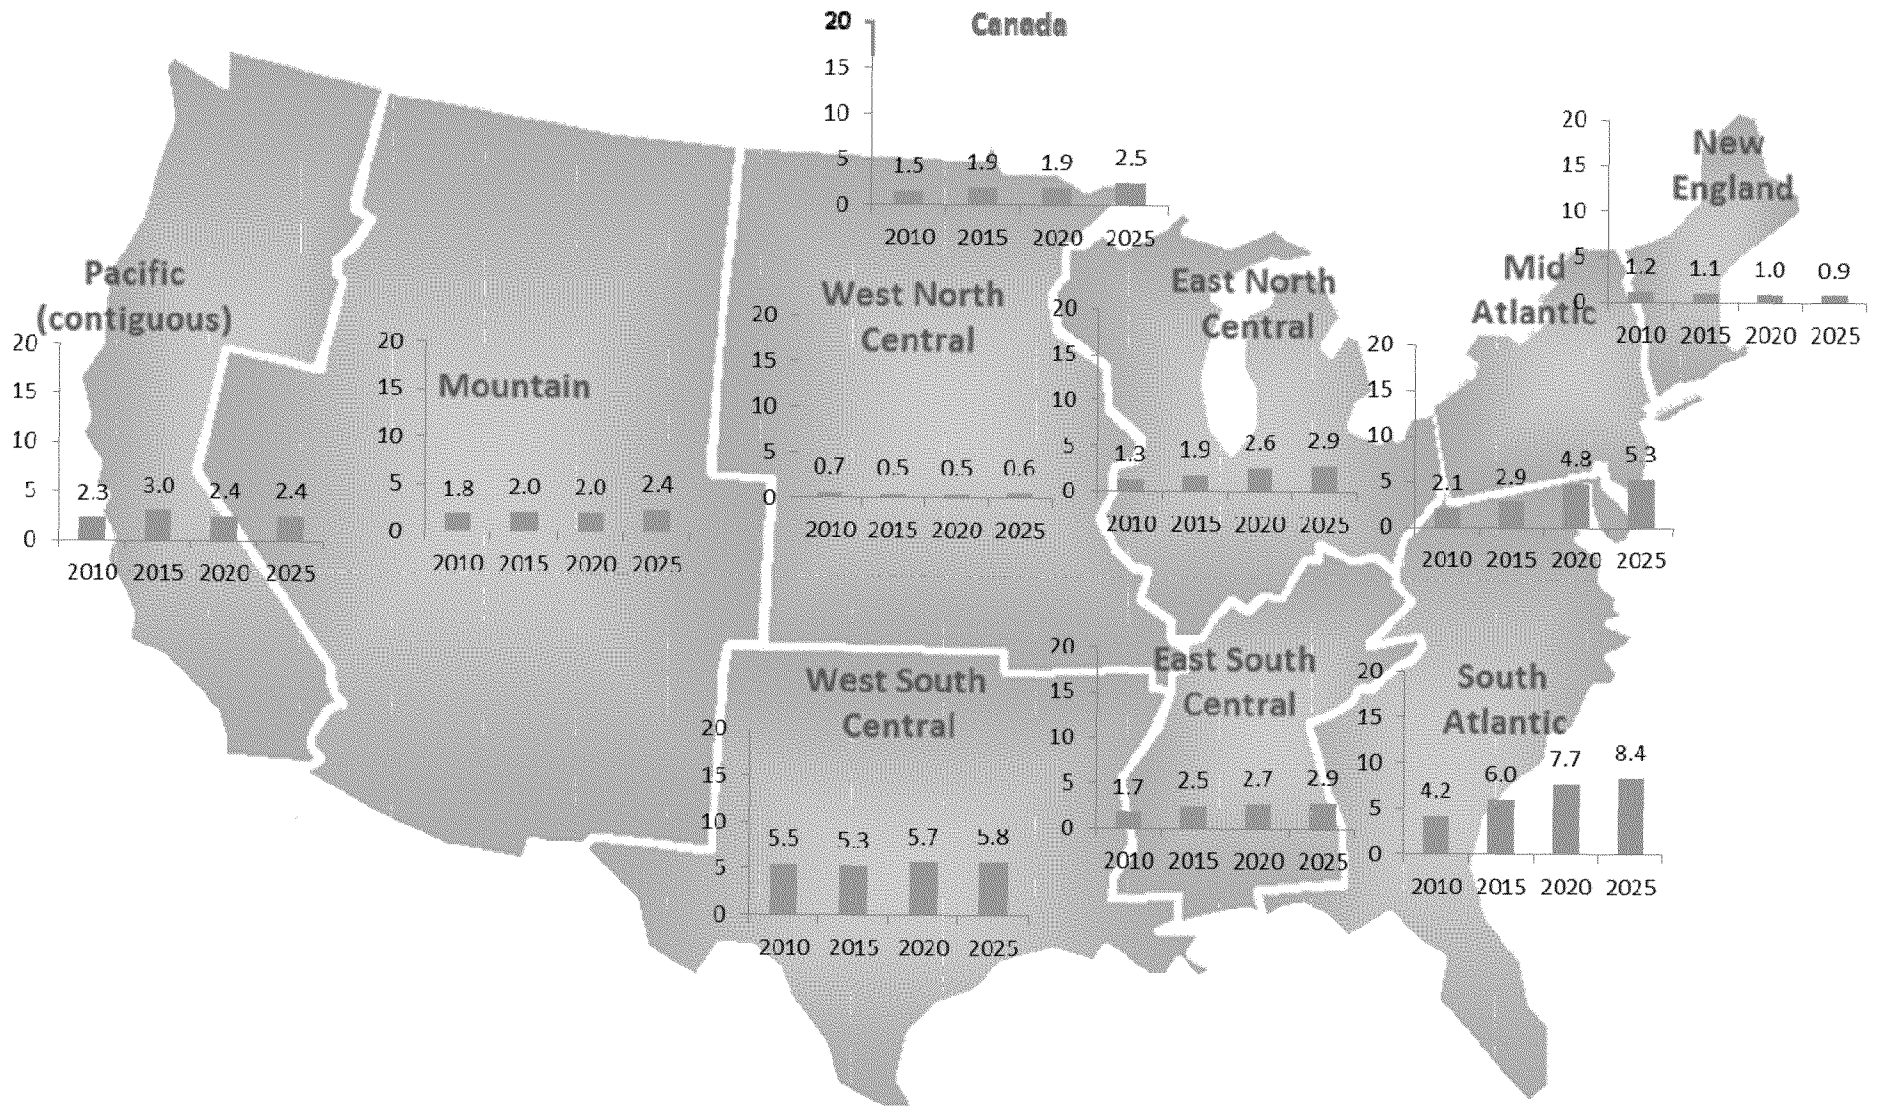 Canada
20
15
10
5
0
1.5 1.9 1.9 2.5
2010 2015 2020 2025
New
England
20
15
10
5
0
1.2 1.1 1.0 0.9
2010 2015 2020 2025
Pacific
(contiguous)
20
15
10
5
0
2.3 3.0 2.4 2.4
2010 2015 2020 2025
Mountain
20
15
10
5
0
1.8 2.0 2.0 2.4
2010 2015 2020 2025
West North
Central
20
15
10
5
0
0.7 0.5 0.5 0.6
2010 2015 2020 2025
East North
Central
20
15
10
5
0
1.3 1.9 2.6 2.9
2010 2015 2020 2025
Mid
Atlantic
20
15
10
5
0
2.1 2.9 4.8 5.3
2010 2015 2020 2025
West South
Central
20
15
10
5
0
5.5 5.3 5.7 5.8
2010 2015 2020 2025
East South
Central
20
15
10
5
0
1.7 2.5 2.7 2.9
2010 2015 2020 2025
South
Atlantic
20
15
10
5
0
4.2 6.0 7.7 8.4
2010 2015 2020 2025